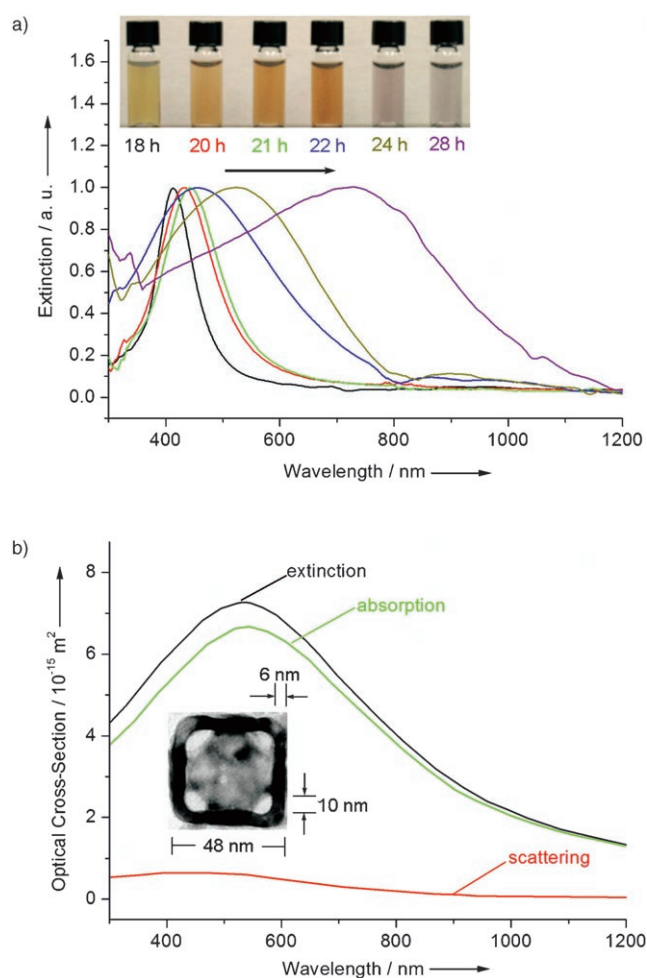 a)
1.6
1.4
1.2
1.0
0.8
0.6
0.4
0.2
0.0
Extinction / a. u.
18 h 20 h 21 h 22 h 24 h 28 h
400 600 800 1000 1200
Wavelength / nm
b)
8
6
4
2
0
Optical Cross-Section / 10⁻¹⁵ m²
extinction
absorption
6 nm
10 nm
48 nm
scattering
400 600 800 1000 1200
Wavelength / nm